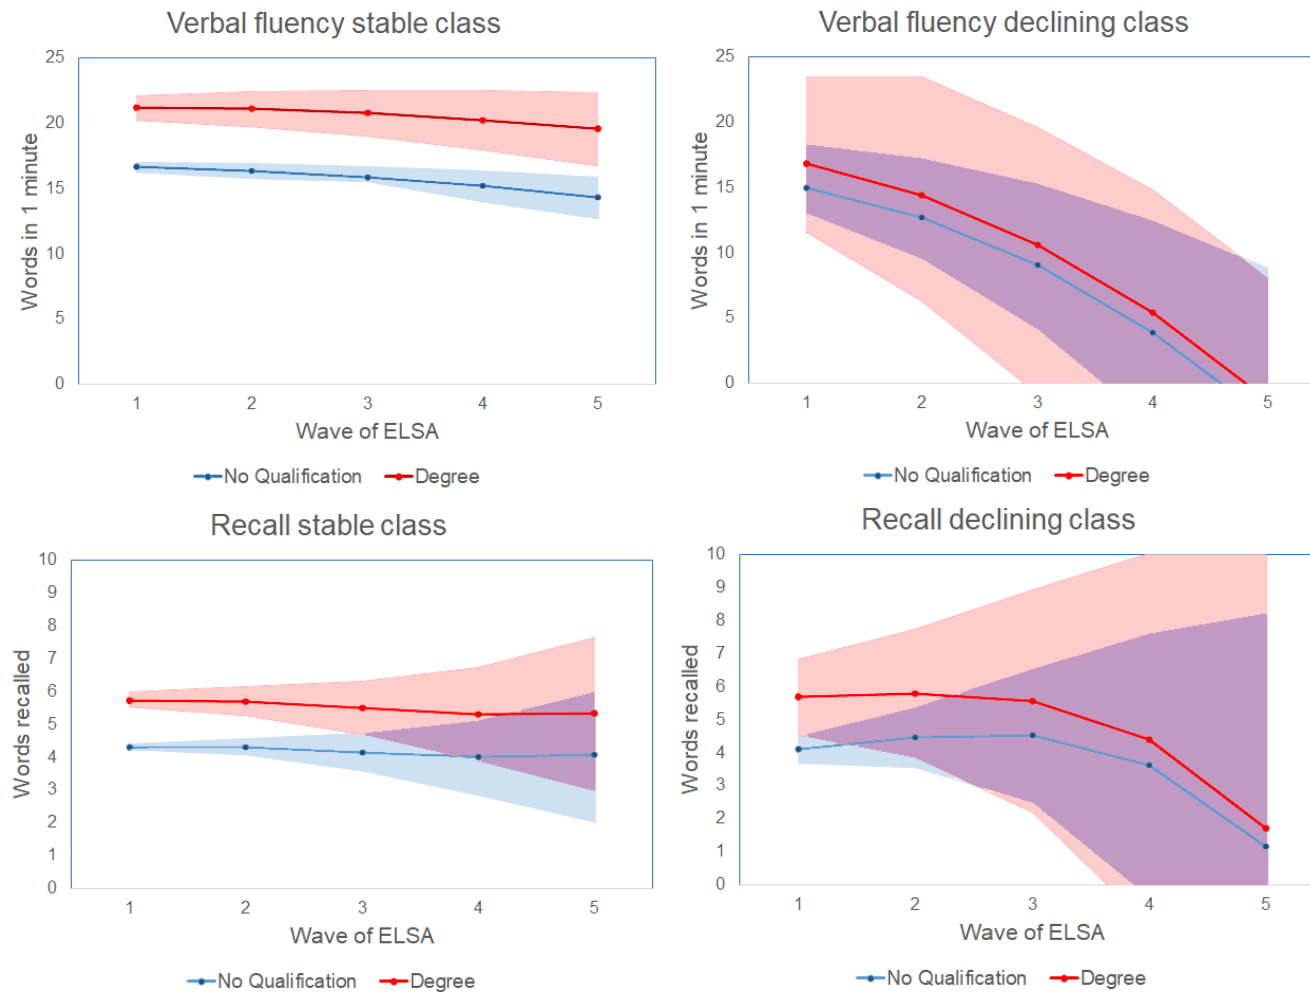 Verbal fluency stable class
25
20
15
10
5
0
Words in 1 minute
1 2 3 4 5
Wave of ELSA
No Qualification Degree
Verbal fluency declining class
25
20
15
10
5
0
Words in 1 minute
1 2 3 4 5
Wave of ELSA
No Qualification Degree
Recall stable class
10
9
8
7
6
5
4
3
2
1
0
Words recalled
1 2 3 4 5
Wave of ELSA
No Qualification Degree
Recall declining class
10
9
8
7
6
5
4
3
2
1
0
Words recalled
1 2 3 4 5
Wave of ELSA
No Qualification Degree